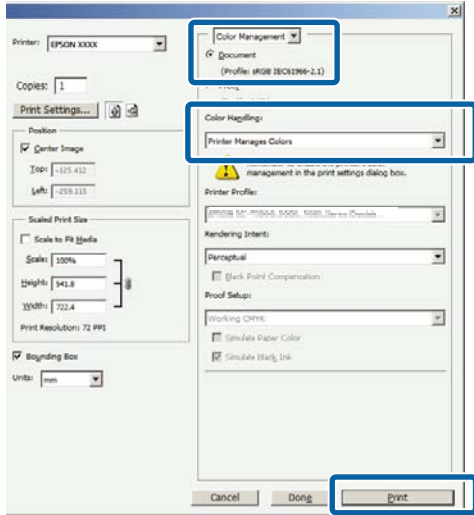 Printer: EPSON XXXX
Copies: 1
Print Settings...
Position
Center Image
Top: -125.412
Left: -259.115
Scaled Print Size
Scale to Fit Media
Scale: 100%
Height: 541.8
Width: 722.4
Print Resolution: 72 PPI
Bounding Box
Units: mm
Color Management
Document
(Profile: sRGB IEC61966-2.1)
Color Handling:
Printer Manages Colors
management in the print settings dialog box.
Printer Profile:
Rendering Intent:
Perceptual
Black Point Compensation
Proof Setup:
Working CMYK
Simulate Paper Color
Simulate Black Ink
Cancel
Done
Print